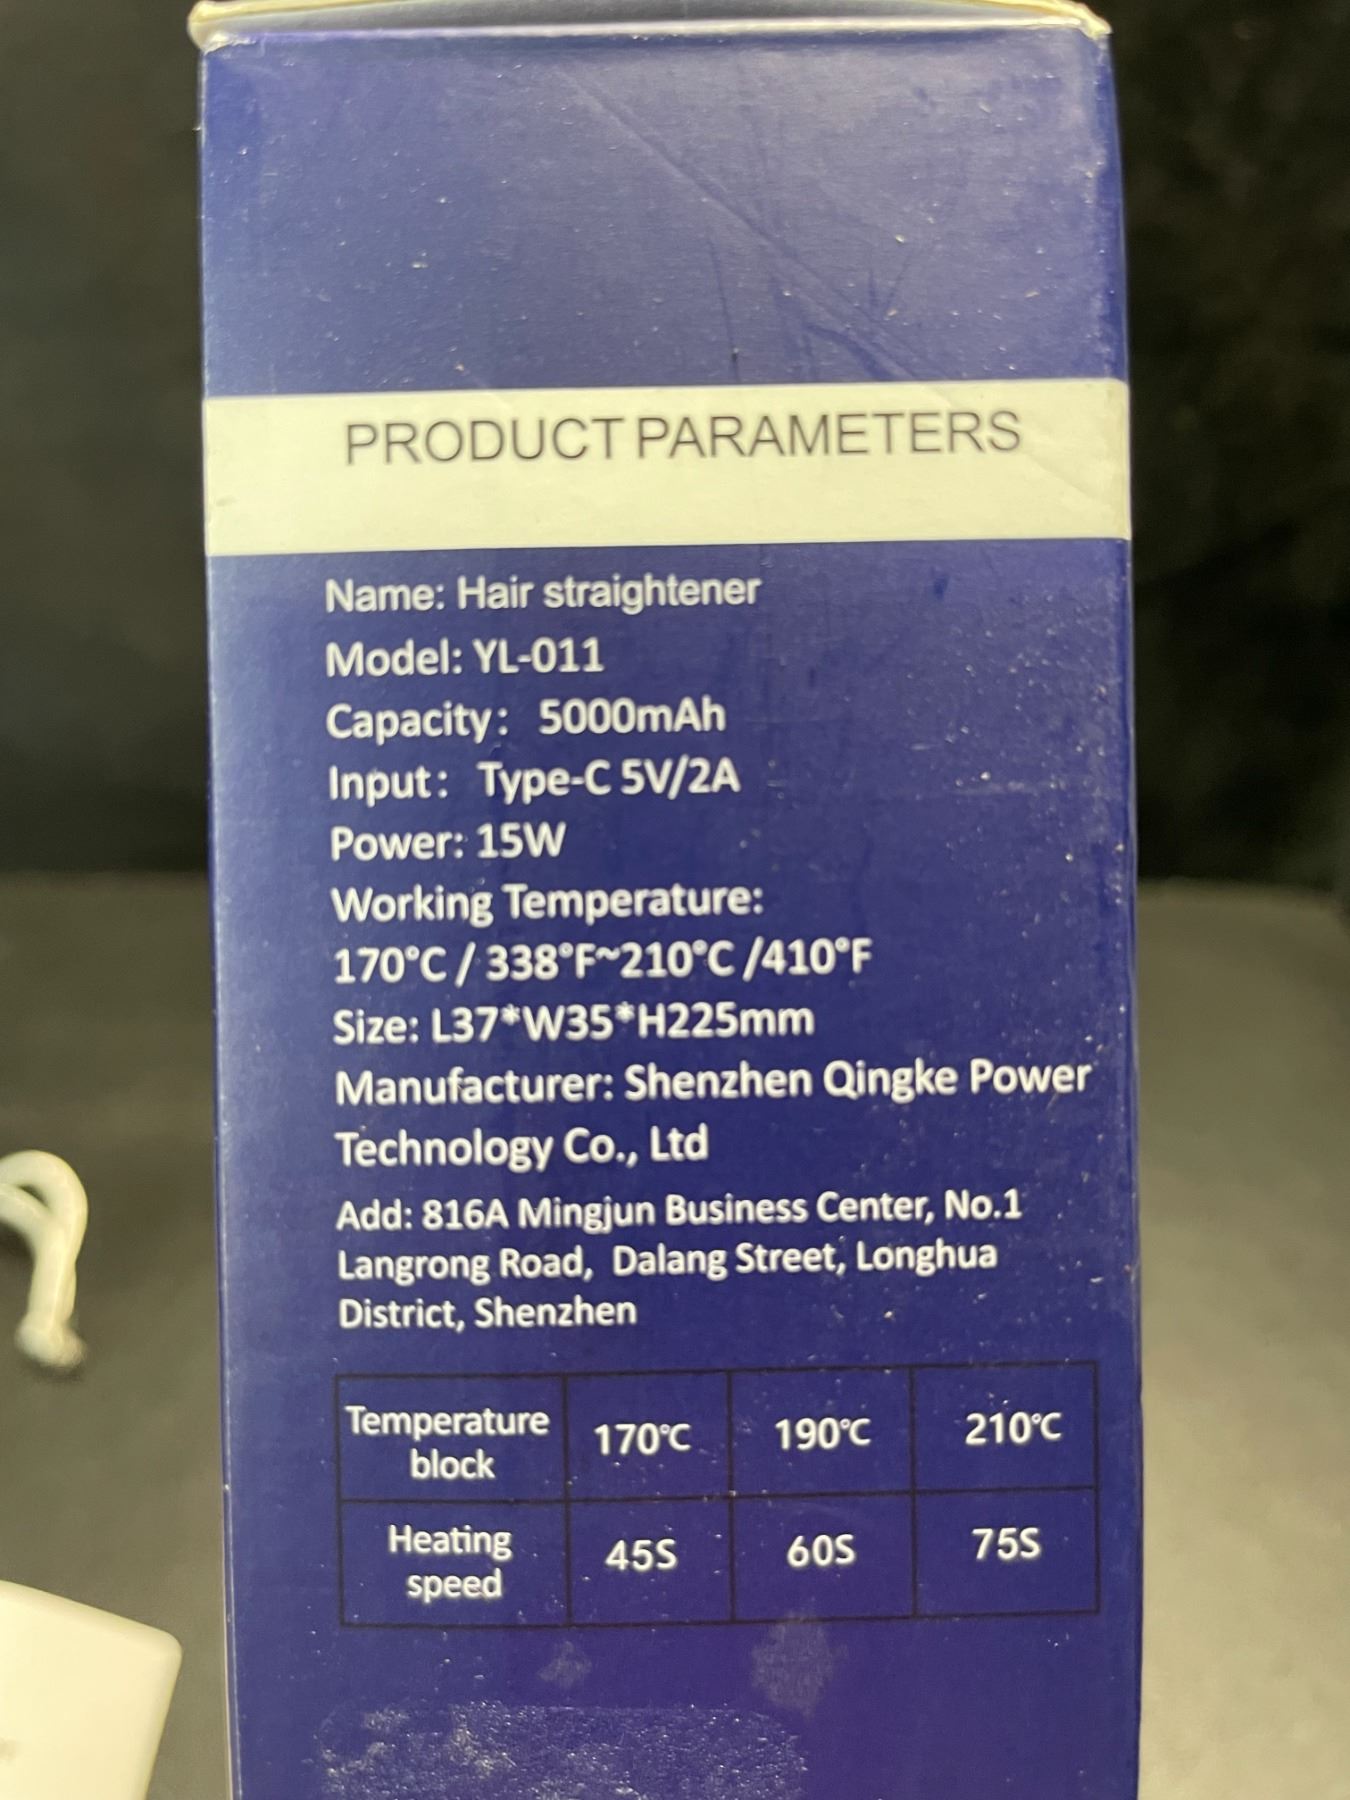 PRODUCT PARAMETERS
Name: Hair straightener
Model: YL-011
Capacity: 5000mAh
Input: Type-C 5V/2A
Power: 15W
Working Temperature:
170°C / 338°F~210°C /410°F
Size: L37*W35*H225mm
Manufacturer: Shenzhen Qingke Power
Technology Co., Ltd
Add: 816A Mingjun Business Center, No.1
Langrong Road, Dalang Street, Longhua
District, Shenzhen
Temperature block 170℃ 190℃ 210℃
Heating speed 45S 60S 75S